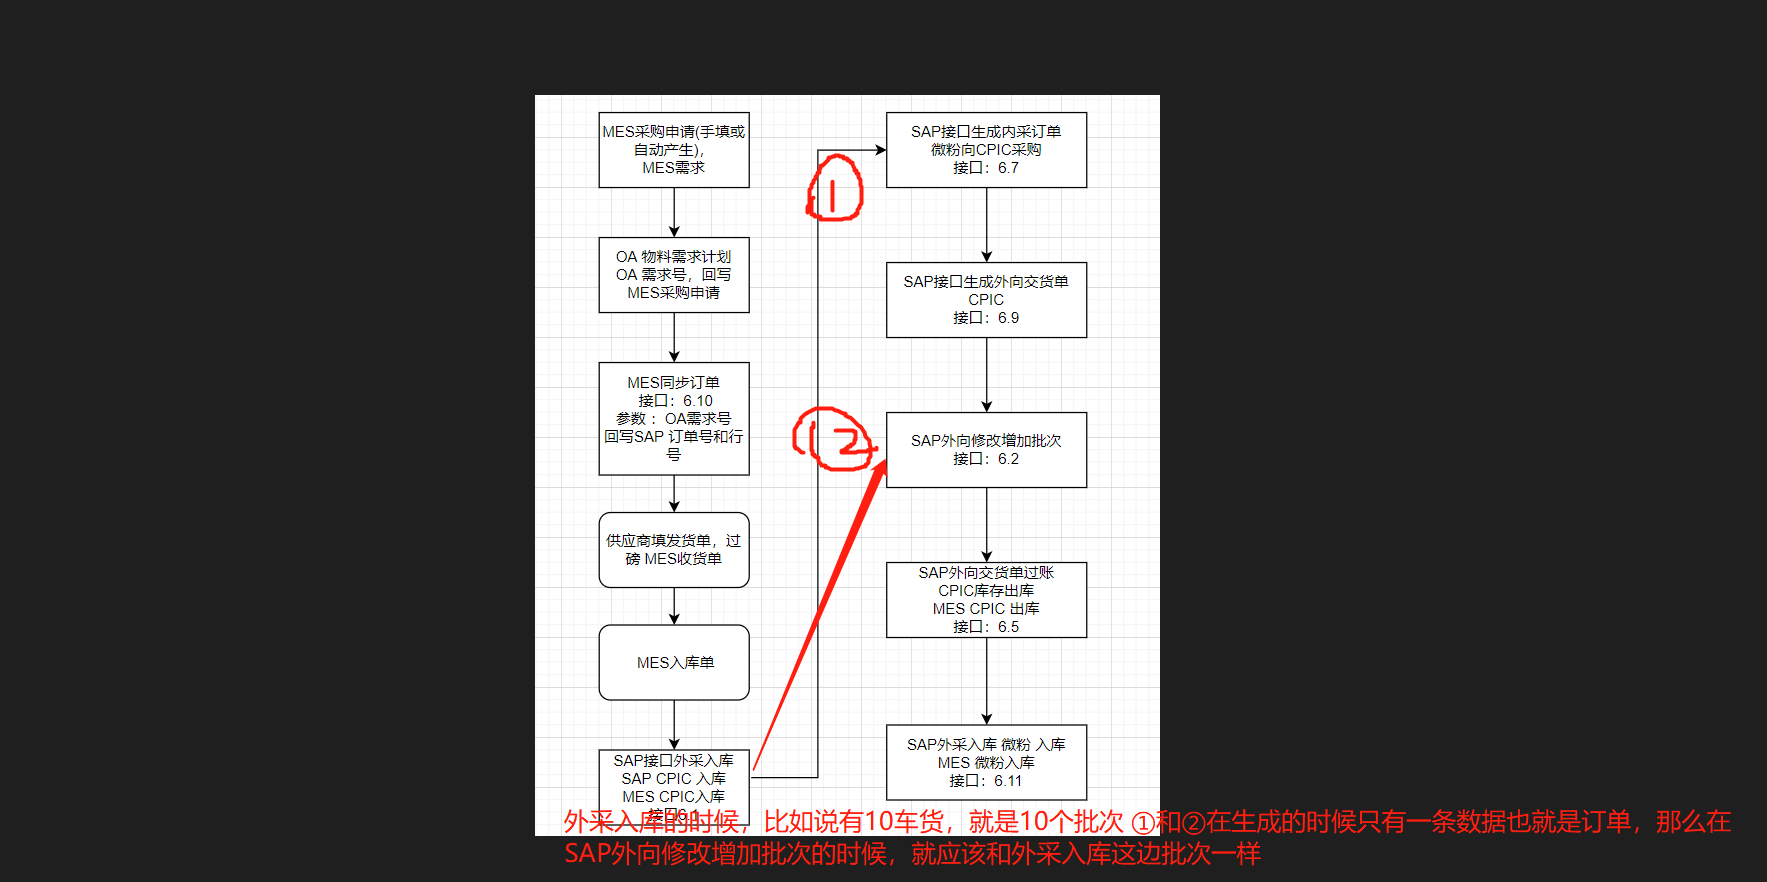 MES采购申请(手填或
自动产生)，
MES需求
OA 物料需求计划
OA 需求号，回写
MES采购申请
MES同步订单
接口：6.10
参数 ：OA需求号
回写SAP 订单号和行
号
供应商填发货单，过
磅 MES收货单
MES入库单
SAP接口外采入库
SAP CPIC 入库
MES CPIC入库
接口6.1
①
⑫
SAP接口生成内采订单
微粉向CPIC采购
接口：6.7
SAP接口生成外向交货单
CPIC
接口：6.9
SAP外向修改增加批次
接口：6.2
SAP外向交货单过账
CPIC库存出库
MES CPIC 出库
接口：6.5
SAP外采入库 微粉 入库
MES 微粉入库
接口：6.11
外采入库的时候，比如说有10车货，就是10个批次 ①和②在生成的时候只有一条数据也就是订单，那么在
SAP外向修改增加批次的时候，就应该和外采入库这边批次一样